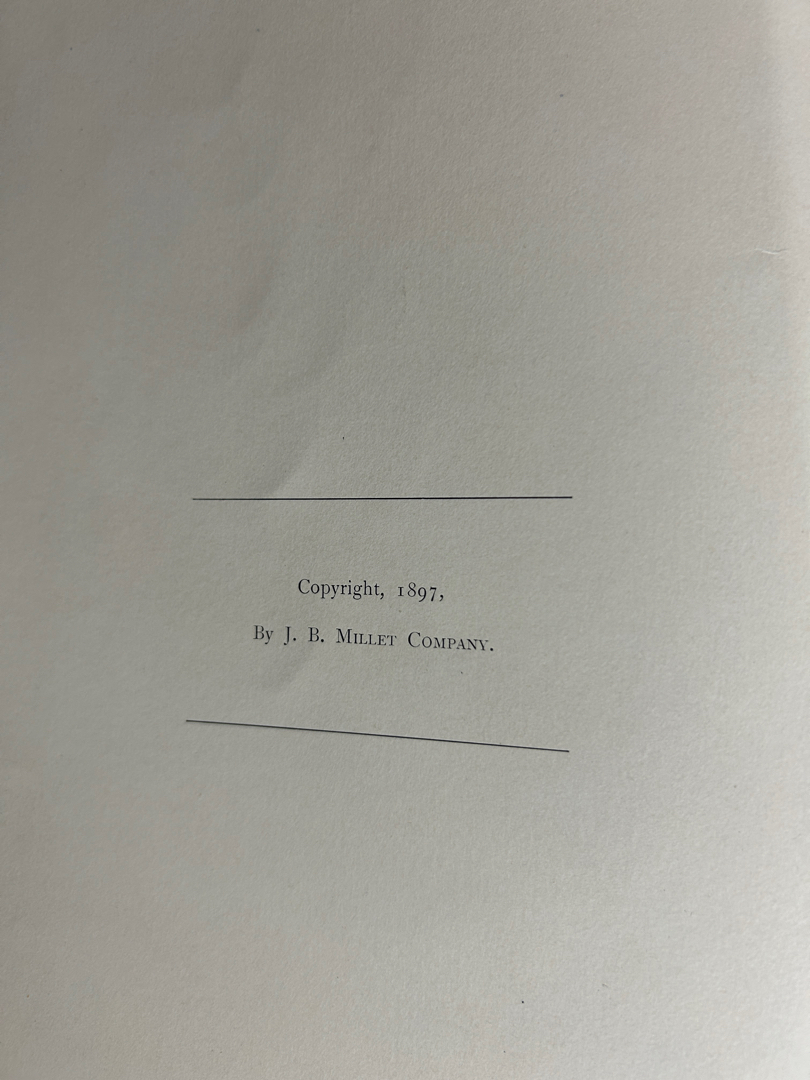 Copyright, 1897,
By J. B. Millet Company.